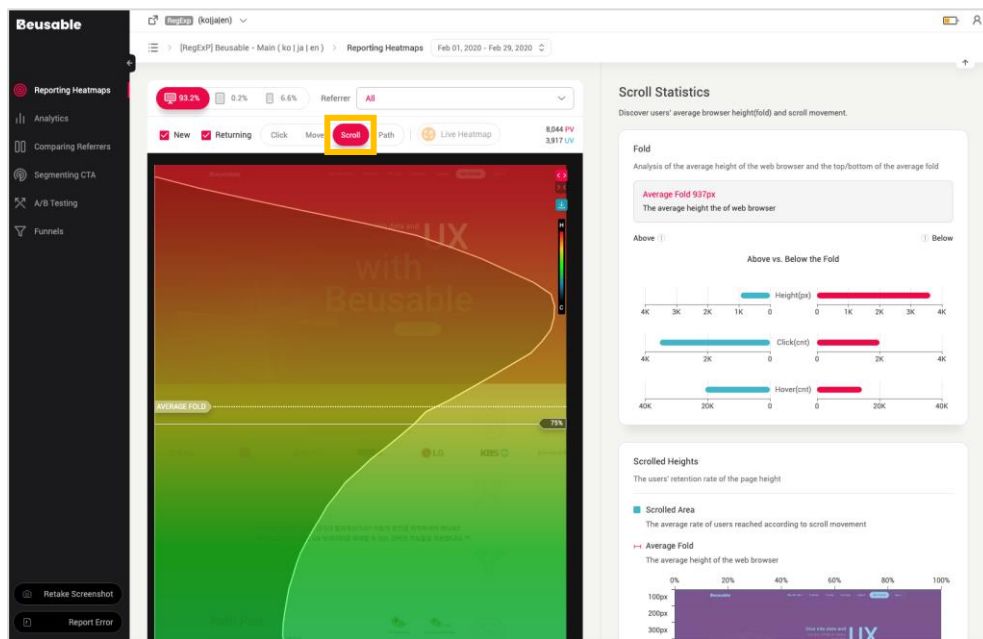 Beusable
RegExp (ko|ja|en)
[RegExP] Beusable - Main ( ko | ja | en ) > Reporting Heatmaps Feb 01, 2020 - Feb 29, 2020
Reporting Heatmaps
Analytics
Comparing Referrers
Segmenting CTA
A/B Testing
Funnels
Retake Screenshot
Report Error
93.2% 0.2% 6.6% Referrer All
New Returning Click Move Scroll Path Live Heatmap
8,044 PV
3,917 UV
Beusable
UX
with
Beusable
H
C
AVERAGE FOLD
75%
LG KBS
Scroll Statistics
Discover users' average browser height(fold) and scroll movement.
Fold
Analysis of the average height of the web browser and the top/bottom of the average fold
Average Fold 937px
The average height the of web browser
Above Below
Above vs. Below the Fold
Height(px)
4K 3K 2K 1K 0 0 1K 2K 3K 4K
Click(cnt)
4K 2K 0 0 2K 4K
Hover(cnt)
40K 20K 0 0 20K 40K
Scrolled Heights
The users' retention rate of the page height
Scrolled Area
The average rate of users reached according to scroll movement
Average Fold
The average height of the web browser
0% 20% 40% 60% 80% 100%
100px
200px
300px
Beusable
UX